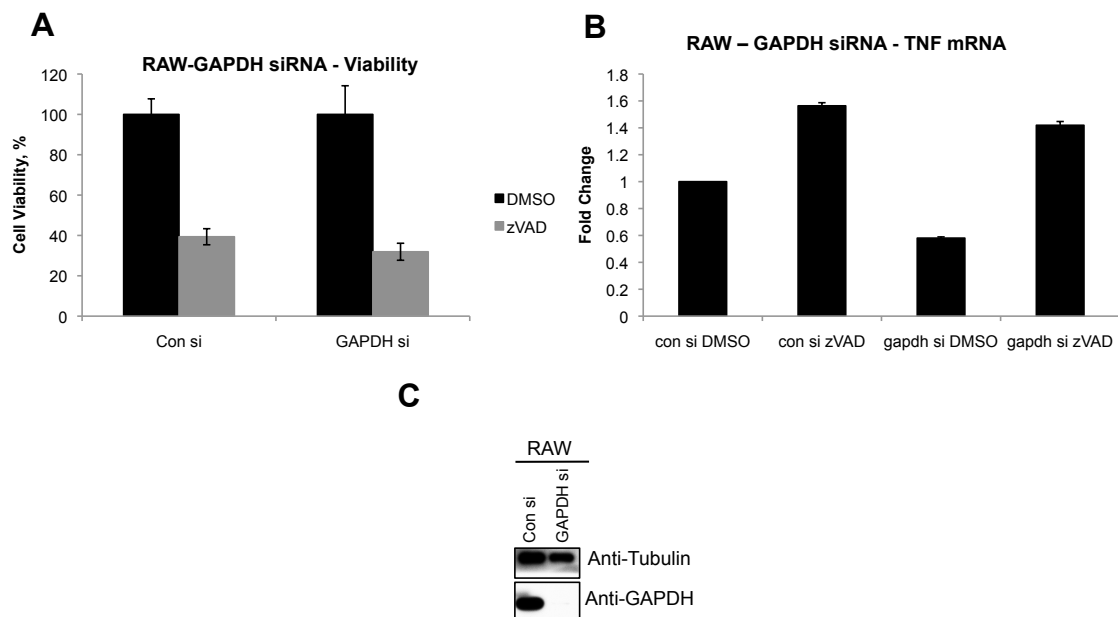 A
RAW-GAPDH siRNA - Viability
Cell Viability, %
120
100
80
60
40
20
0
Con si
GAPDH si
DMSO
zVAD
B
RAW – GAPDH siRNA - TNF mRNA
Fold Change
1.8
1.6
1.4
1.2
1
0.8
0.6
0.4
0.2
0
con si DMSO
con si zVAD
gapdh si DMSO
gapdh si zVAD
C
RAW
Con si
GAPDH si
Anti-Tubulin
Anti-GAPDH